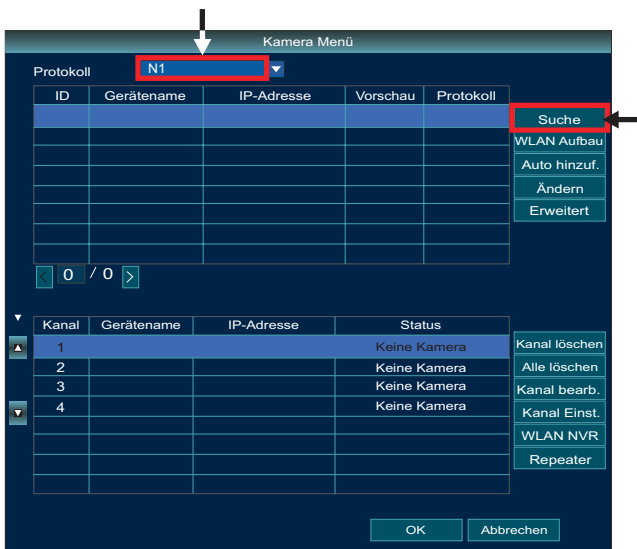 Kamera Menü
Protokoll N1
ID Gerätename IP-Adresse Vorschau Protokoll
Suche
WLAN Aufbau
Auto hinzuf.
Ändern
Erweitert
< 0 / 0 >
Kanal Gerätename IP-Adresse Status
1 Keine Kamera
2 Keine Kamera
3 Keine Kamera
4 Keine Kamera
Kanal löschen
Alle löschen
Kanal bearb.
Kanal Einst.
WLAN NVR
Repeater
OK Abbrechen